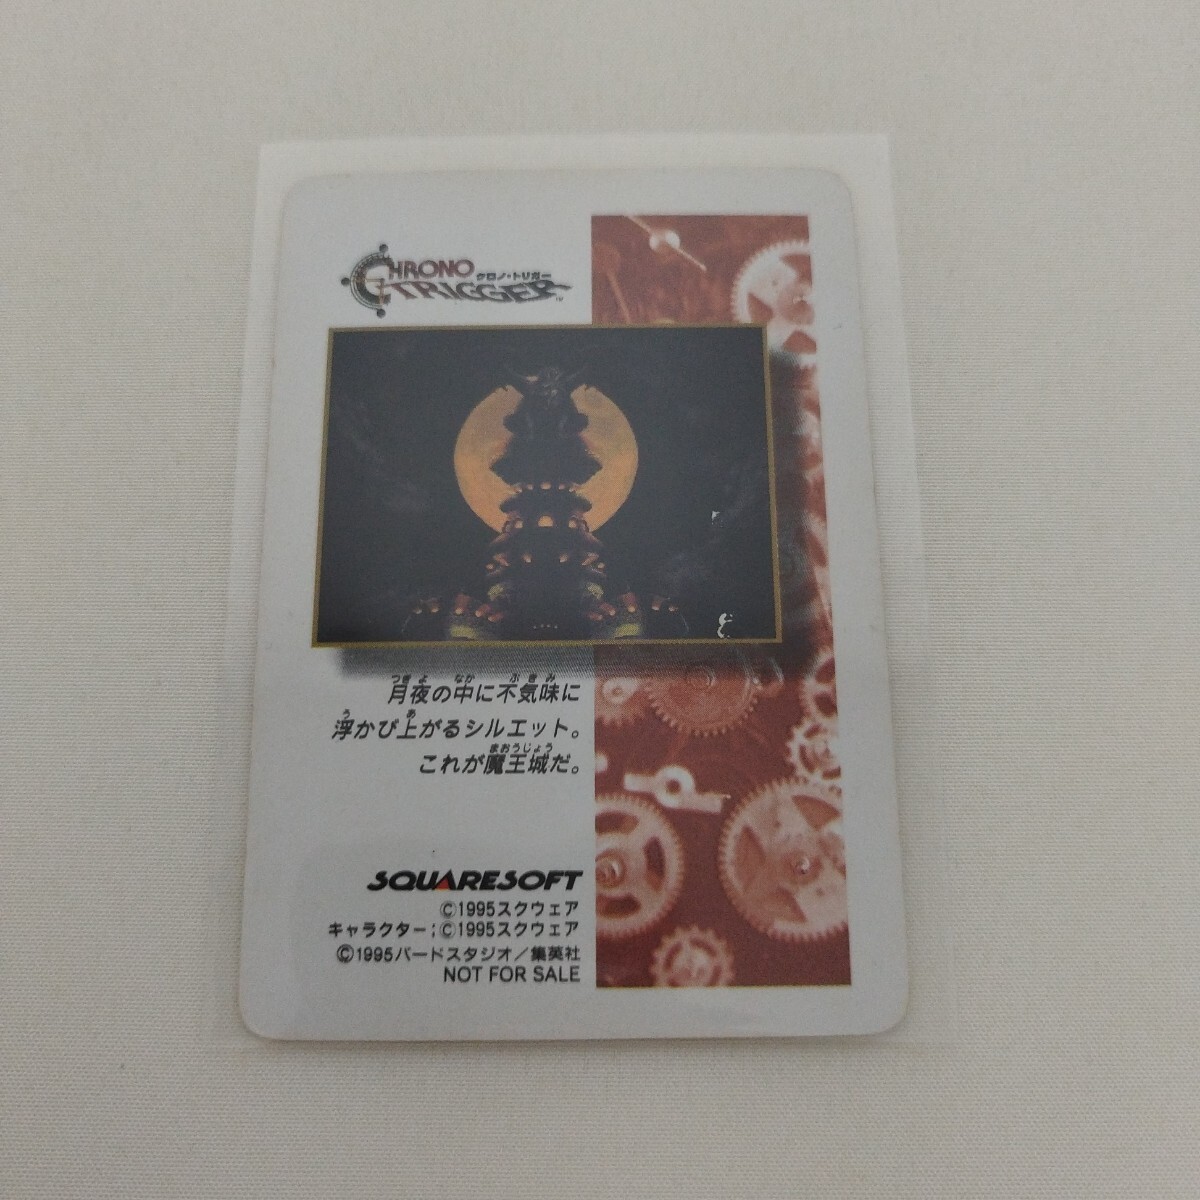 CHRONO
クロノ・トリガー
TRIGGER™
月夜の中に不気味に
浮かび上がるシルエット。
これが魔王城だ。
SQUARESOFT
©1995スクウェア
キャラクター；©1995スクウェア
©1995バードスタジオ／集英社
NOT FOR SALE